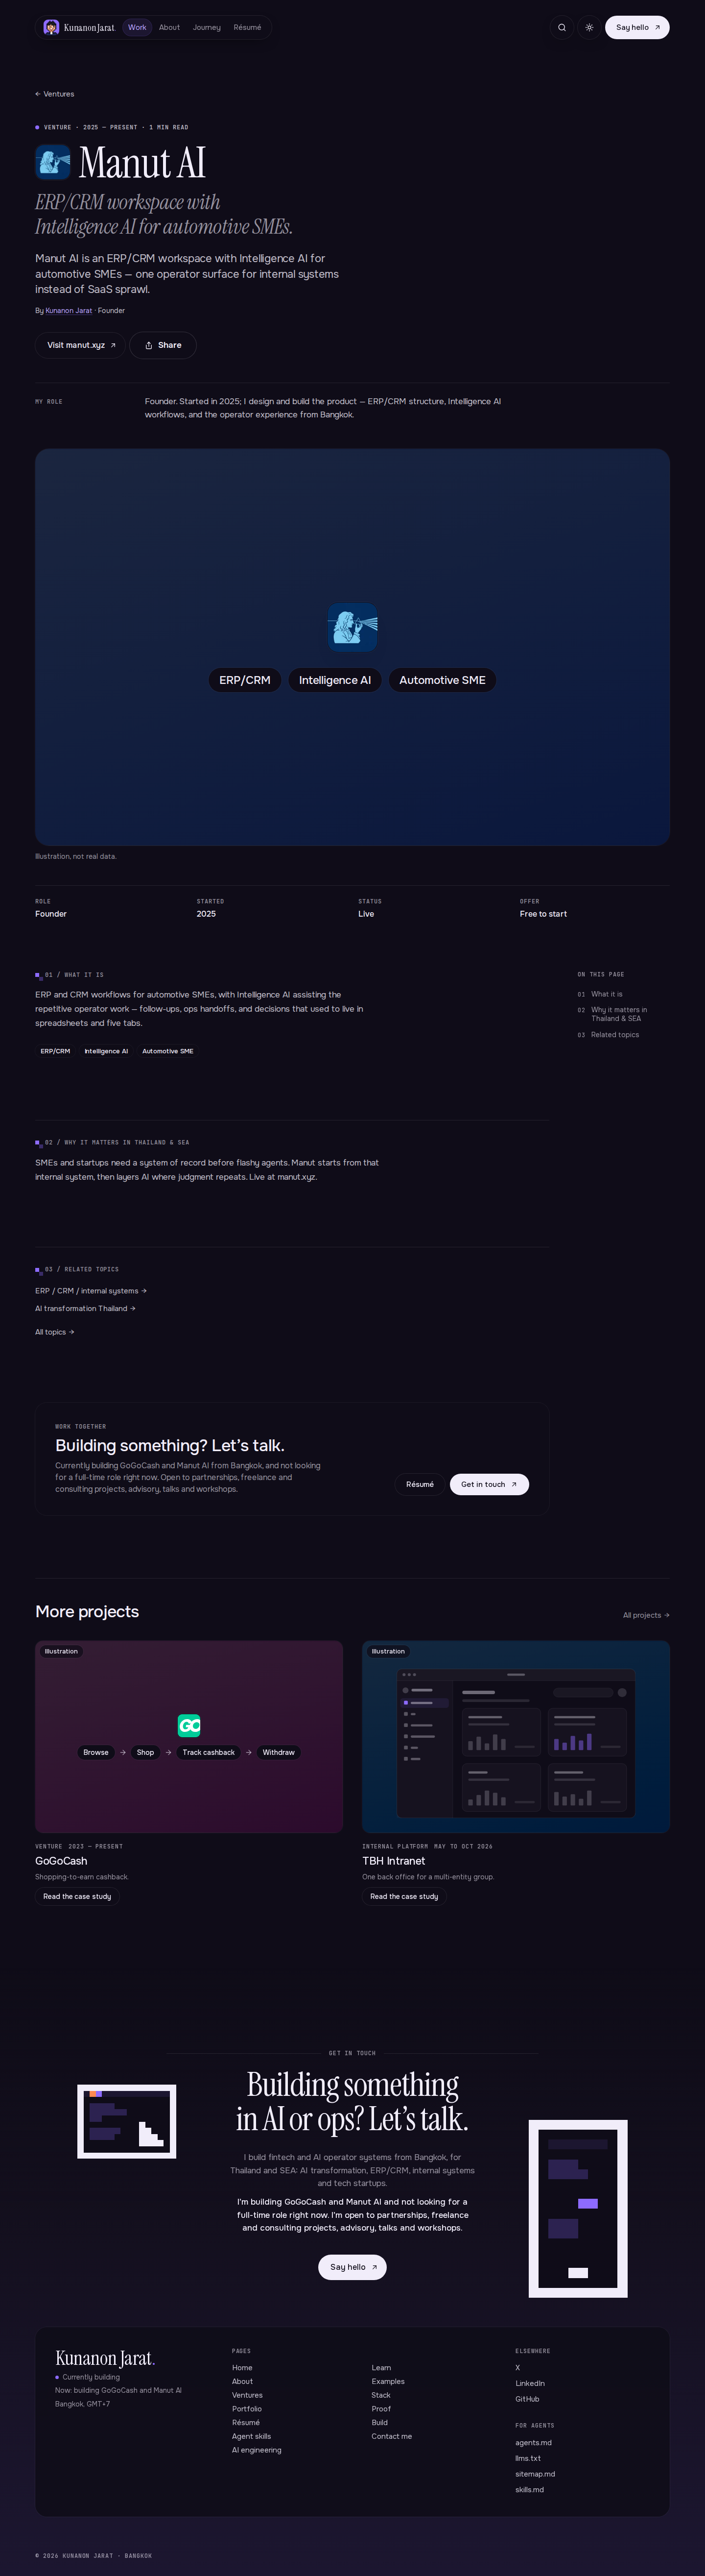 Kunanon Jarat.
Work
About
Journey
Résumé
Say hello ↗
← Ventures
VENTURE · 2025 — PRESENT · 1 MIN READ
Manut AI
ERP/CRM workspace with
Intelligence AI for automotive SMEs.
Manut AI is an ERP/CRM workspace with Intelligence AI for
automotive SMEs — one operator surface for internal systems
instead of SaaS sprawl.
By Kunanon Jarat · Founder
Visit manut.xyz ↗
Share
MY ROLE
Founder. Started in 2025; I design and build the product — ERP/CRM structure, Intelligence AI
workflows, and the operator experience from Bangkok.
ERP/CRM
Intelligence AI
Automotive SME
Illustration, not real data.
ROLE
Founder
STARTED
2025
STATUS
Live
OFFER
Free to start
01 / WHAT IT IS
ERP and CRM workflows for automotive SMEs, with Intelligence AI assisting the
repetitive operator work — follow-ups, ops handoffs, and decisions that used to live in
spreadsheets and five tabs.
ERP/CRM
Intelligence AI
Automotive SME
ON THIS PAGE
01 What it is
02 Why it matters in
Thailand & SEA
03 Related topics
02 / WHY IT MATTERS IN THAILAND & SEA
SMEs and startups need a system of record before flashy agents. Manut starts from that
internal system, then layers AI where judgment repeats. Live at manut.xyz.
03 / RELATED TOPICS
ERP / CRM / internal systems →
AI transformation Thailand →
All topics →
WORK TOGETHER
Building something? Let's talk.
Currently building GoGoCash and Manut AI from Bangkok, and not looking
for a full-time role right now. Open to partnerships, freelance and
consulting projects, advisory, talks and workshops.
Résumé
Get in touch ↗
More projects
All projects →
Illustration
GO
Browse → Shop → Track cashback → Withdraw
VENTURE 2023 — PRESENT
GoGoCash
Shopping-to-earn cashback.
Read the case study
Illustration
INTERNAL PLATFORM MAY TO OCT 2026
TBH Intranet
One back office for a multi-entity group.
Read the case study
GET IN TOUCH
Building something
in AI or ops? Let's talk.
I build fintech and AI operator systems from Bangkok, for
Thailand and SEA: AI transformation, ERP/CRM, internal systems
and tech startups.
I'm building GoGoCash and Manut AI and not looking for a
full-time role right now. I'm open to partnerships, freelance
and consulting projects, advisory, talks and workshops.
Say hello ↗
Kunanon Jarat.
Currently building
Now: building GoGoCash and Manut AI
Bangkok, GMT+7
PAGES
Home
About
Ventures
Portfolio
Résumé
Agent skills
AI engineering
Learn
Examples
Stack
Proof
Build
Contact me
ELSEWHERE
X
LinkedIn
GitHub
FOR AGENTS
agents.md
llms.txt
sitemap.md
skills.md
© 2026 KUNANON JARAT · BANGKOK